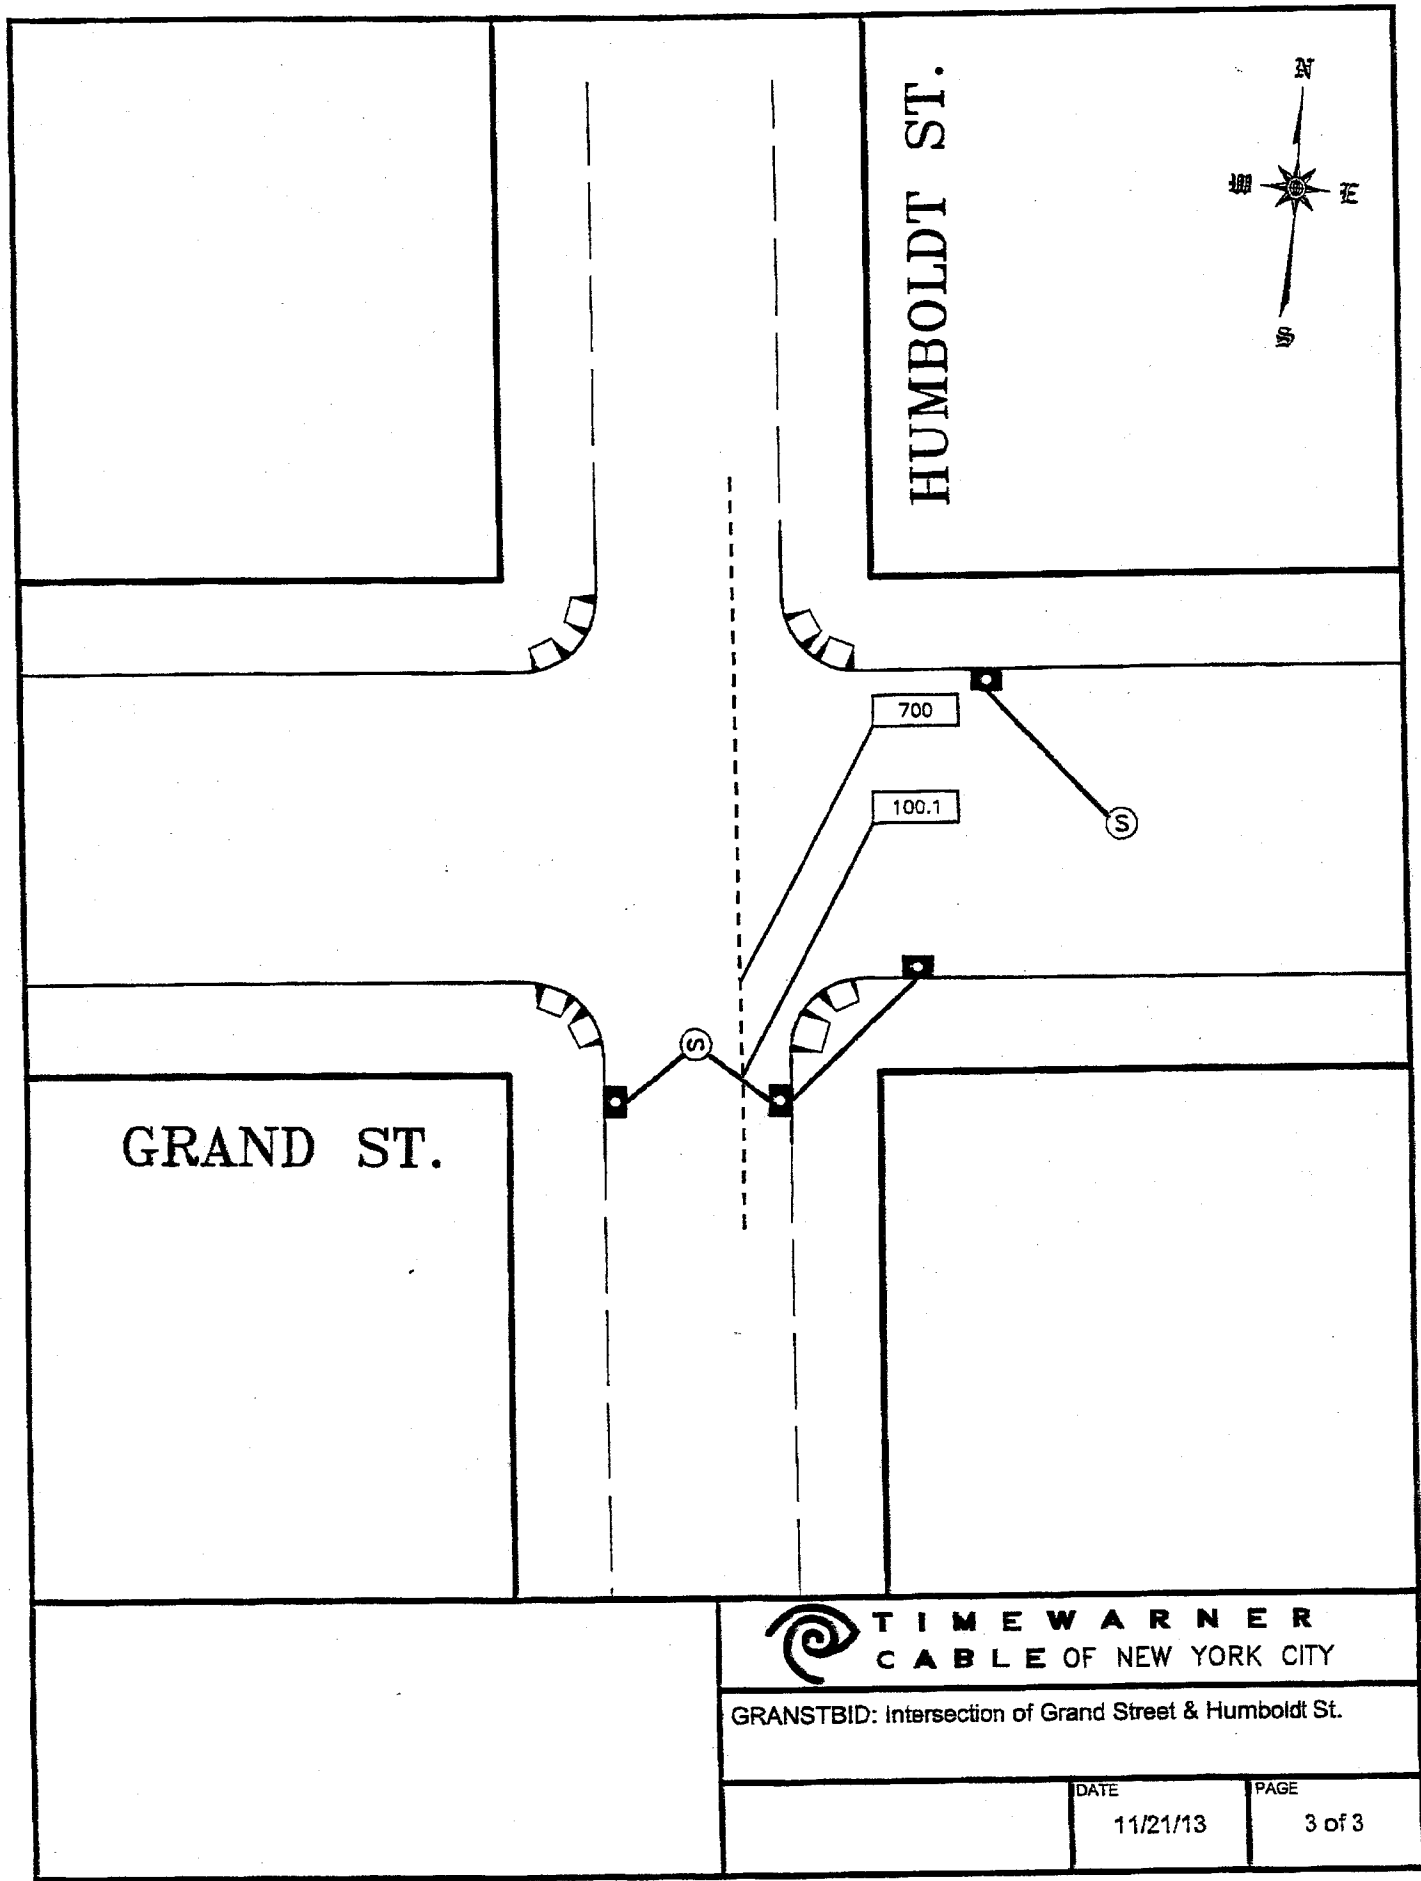 HUMBOLDT ST.
N
W
E
S
700
100.1
S
S
GRAND ST.
TIME WARNER
CABLE OF NEW YORK CITY
GRANSTBID: Intersection of Grand Street & Humboldt St.
DATE
11/21/13
PAGE
3 of 3